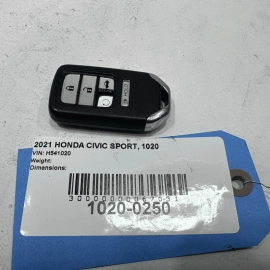 2021 HONDA CIVIC SPORT, 1020
VIN: H541020
Weight:
Dimensions:
1020-0250